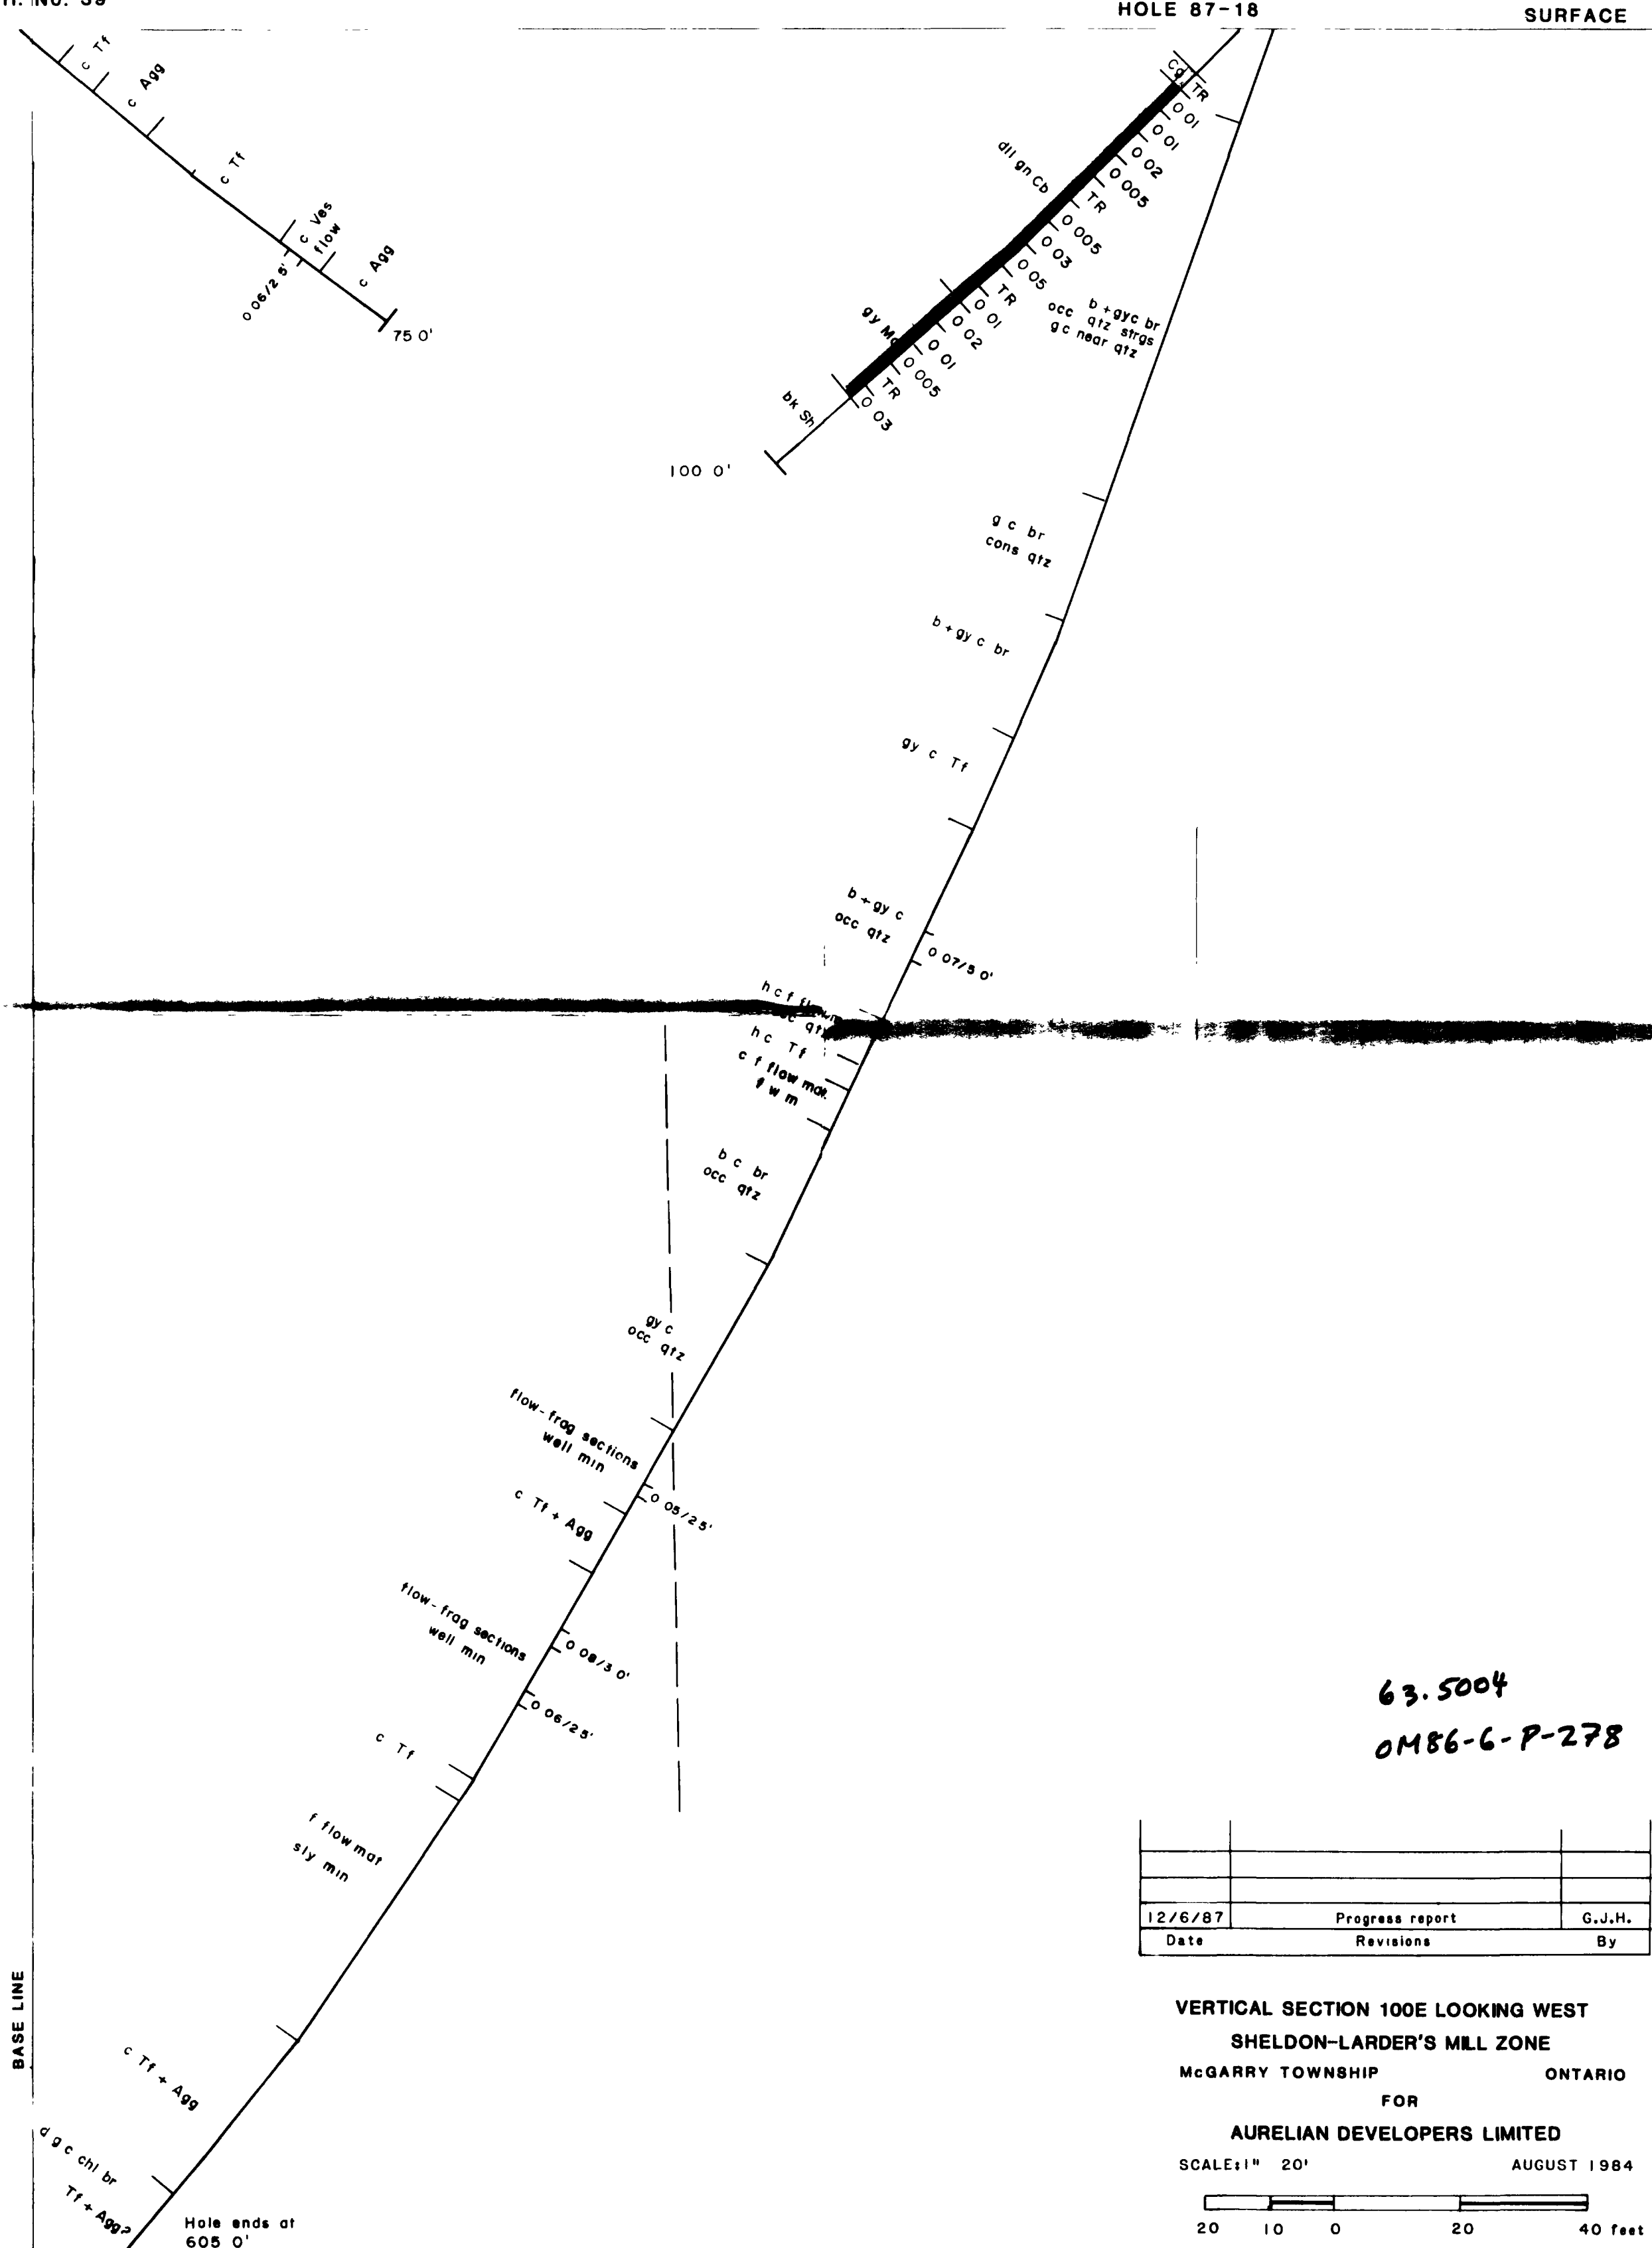 H. No. 39
HOLE 87-18
SURFACE
c Tf
c Agg
c Tf
c Ves
flow
0 06/2 5'
c Agg
75 0'
Cg
TR
0 01
0 01
0 02
0 005
TR
0 005
0 03
0 05
TR
0 01
0 02
0 01
0 005
TR
0 03
dll gn Cb
gy
bk Sh
100 0'
b + gyc br
occ qtz strgs
g c near qtz
g c br
cons qtz
b + gy c br
gy c Tf
b + gy c
occ qtz
0 07/5 0'
h c f
h c Tf
c f flow mat.
f w m
b c br
occ qtz
gy c
occ qtz
flow-frag sections
well min
0 05/2 5'
c Tf + Agg
flow-frag sections
well min
0 08/3 0'
0 06/2 5'
c Tf
f flow mat
sly min
c Tf + Agg
d g c chl br
Tf + Agg?
Hole ends at
605 0'
BASE LINE
63.5004
OM86-6-P-278
12/6/87 Progress report G.J.H.
Date Revisions By
VERTICAL SECTION 100E LOOKING WEST
SHELDON-LARDER'S MILL ZONE
McGARRY TOWNSHIP ONTARIO
FOR
AURELIAN DEVELOPERS LIMITED
SCALE: 1" 20' AUGUST 1984
20 10 0 20 40 feet